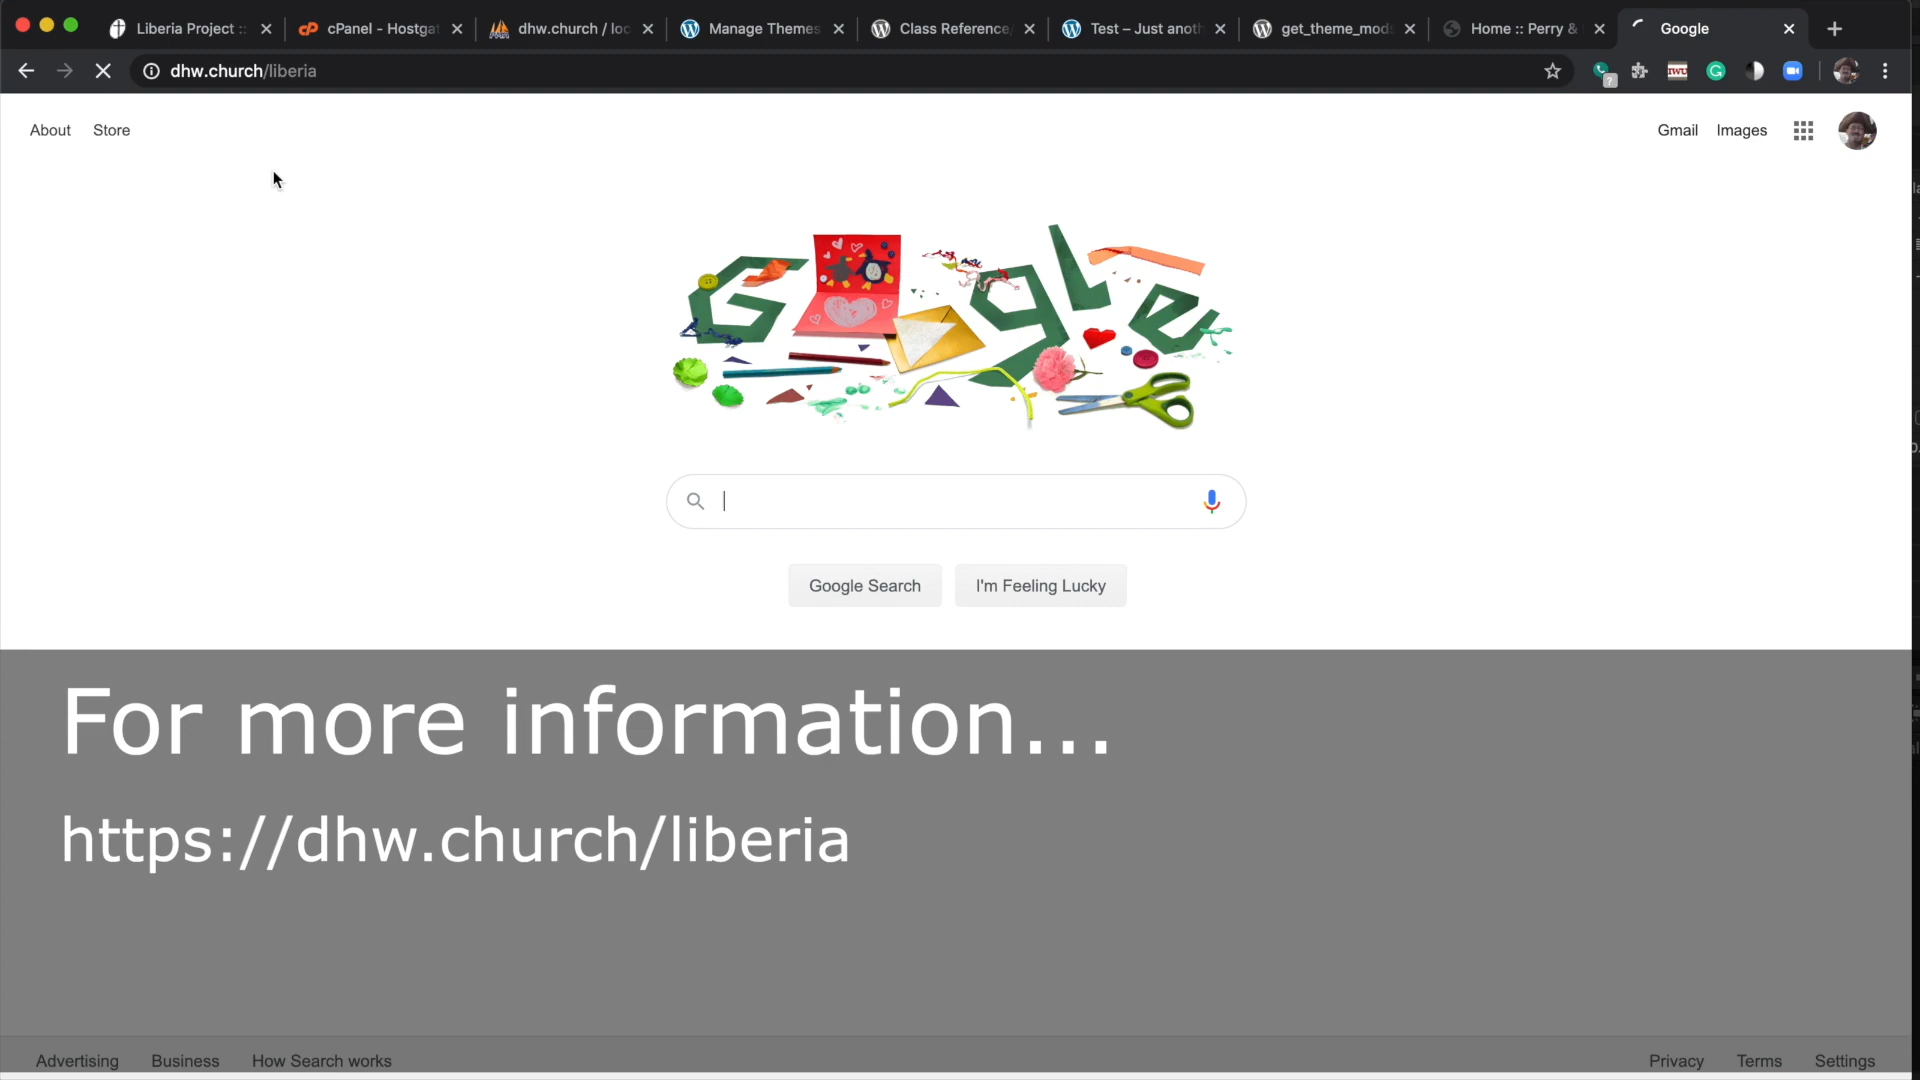 Liberia Project ::
cPanel - Hostgat
dhw.church / loc
Manage Themes
Class Reference/
Test – Just anoth
get_theme_mods
Home :: Perry &
Google
dhw.church/liberia
IWU
?
About
Store
Gmail
Images
Google Search
I'm Feeling Lucky
For more information...
https://dhw.church/liberia
Advertising
Business
How Search works
Privacy
Terms
Settings